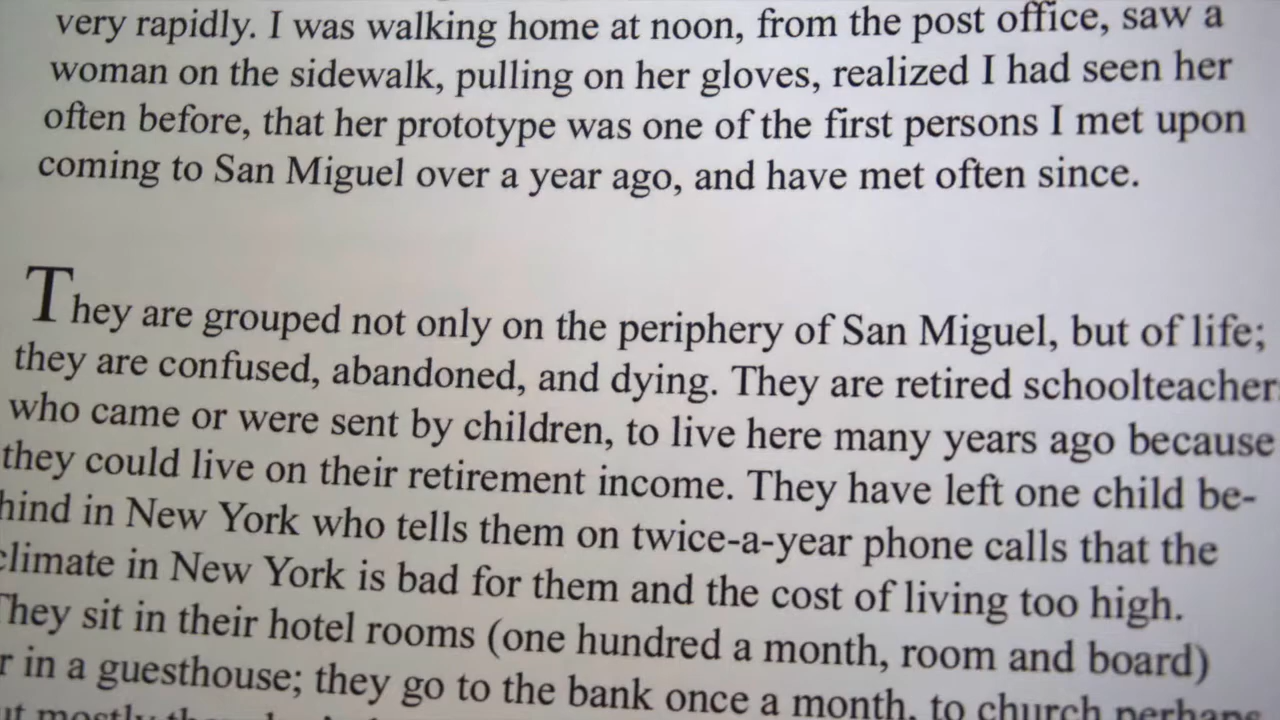 very rapidly. I was walking home at noon, from the post office, saw a
woman on the sidewalk, pulling on her gloves, realized I had seen her
often before, that her prototype was one of the first persons I met upon
coming to San Miguel over a year ago, and have met often since.
They are grouped not only on the periphery of San Miguel, but of life;
they are confused, abandoned, and dying. They are retired schoolteacher
who came or were sent by children, to live here many years ago because
they could live on their retirement income. They have left one child be-
hind in New York who tells them on twice-a-year phone calls that the
climate in New York is bad for them and the cost of living too high.
They sit in their hotel rooms (one hundred a month, room and board)
r in a guesthouse; they go to the bank once a month, to church perhaps
ut mostly